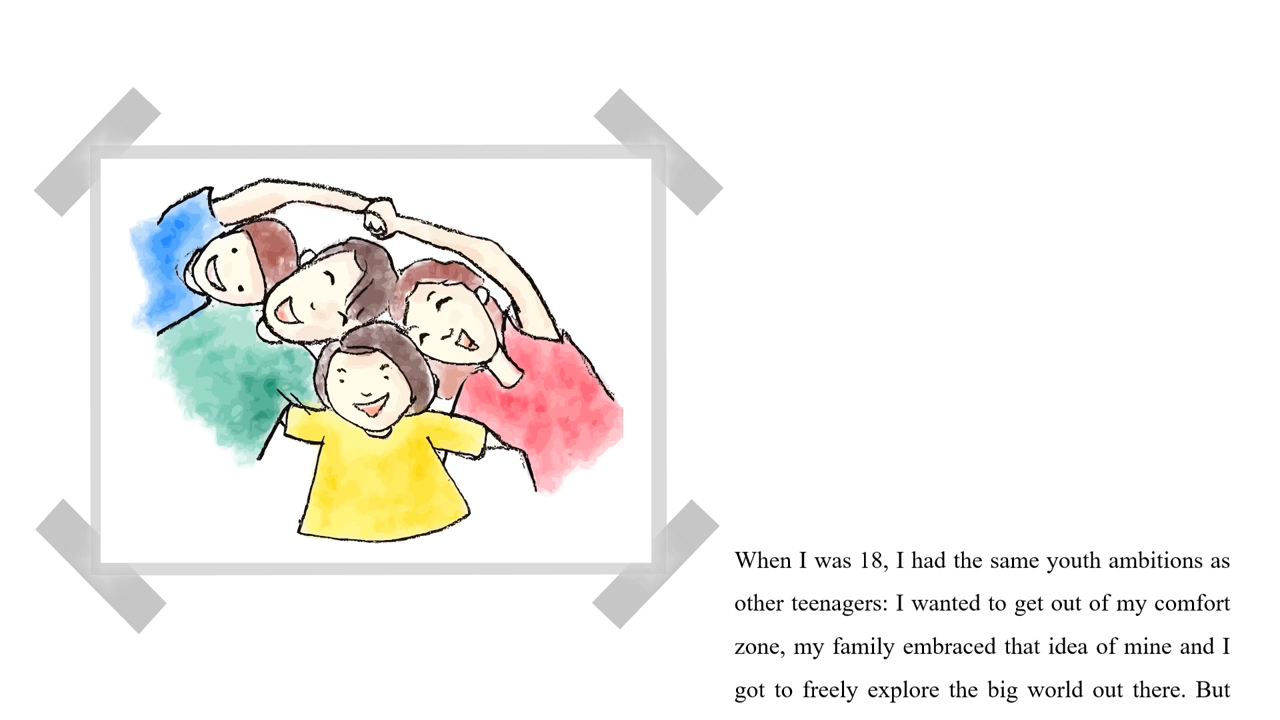 When I was 18, I had the same youth ambitions as
other teenagers: I wanted to get out of my comfort
zone, my family embraced that idea of mine and I
got to freely explore the big world out there. But